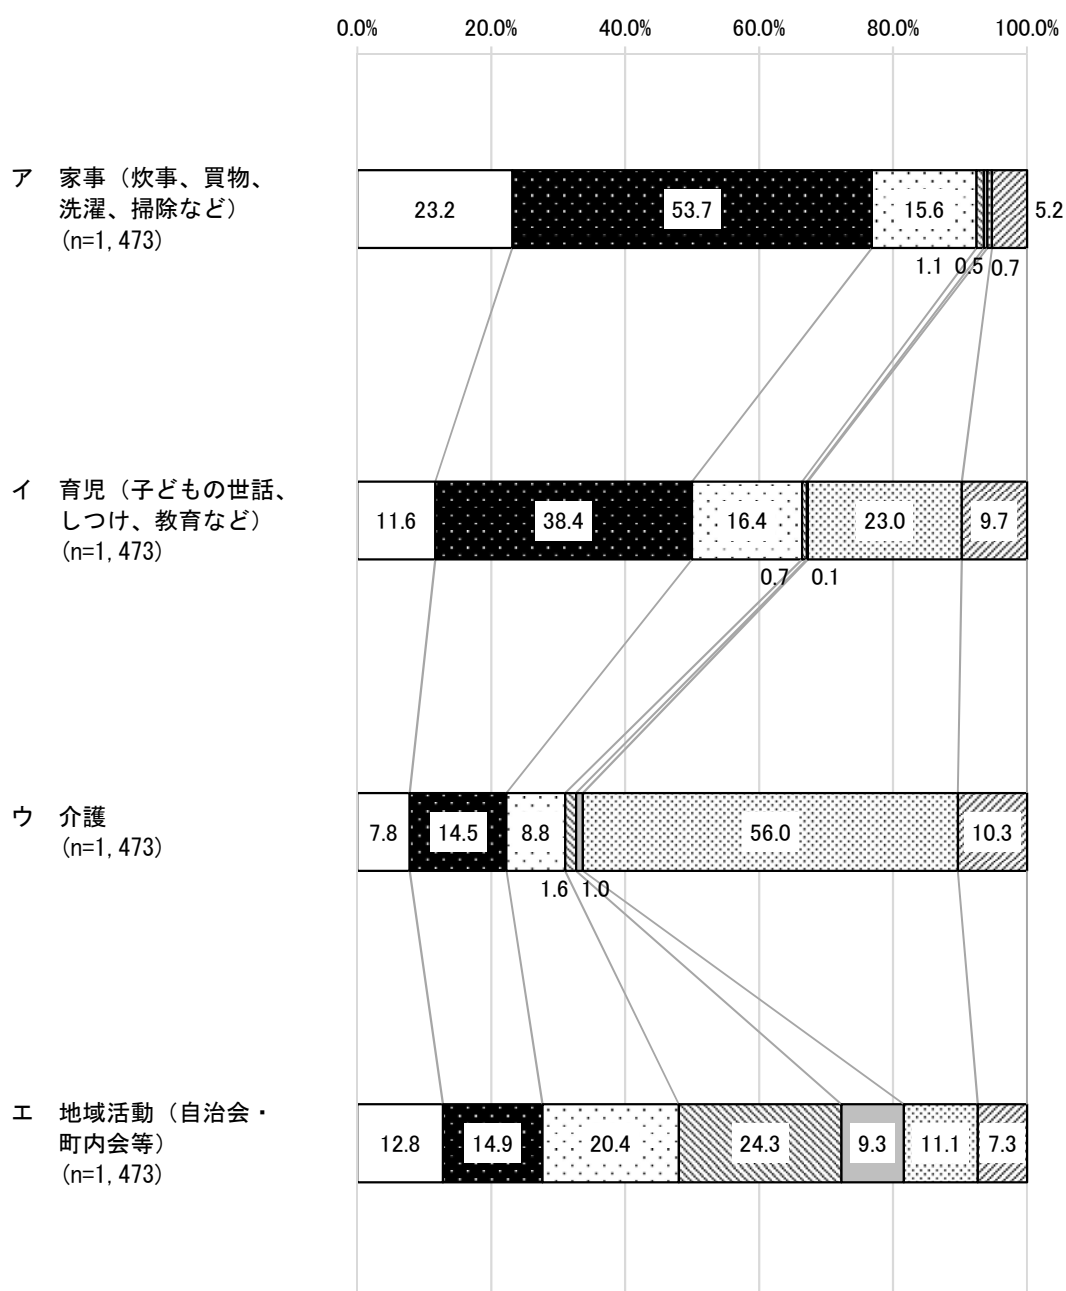 0.0% 20.0% 40.0% 60.0% 80.0% 100.0%
ア 家事（炊事、買物、
洗濯、掃除など）
(n=1,473)
23.2 53.7 15.6 5.2
1.1 0.5 0.7
イ 育児（子どもの世話、
しつけ、教育など）
(n=1,473)
11.6 38.4 16.4 23.0 9.7
0.7 0.1
ウ 介護
(n=1,473)
7.8 14.5 8.8 56.0 10.3
1.6 1.0
エ 地域活動（自治会・
町内会等）
(n=1,473)
12.8 14.9 20.4 24.3 9.3 11.1 7.3